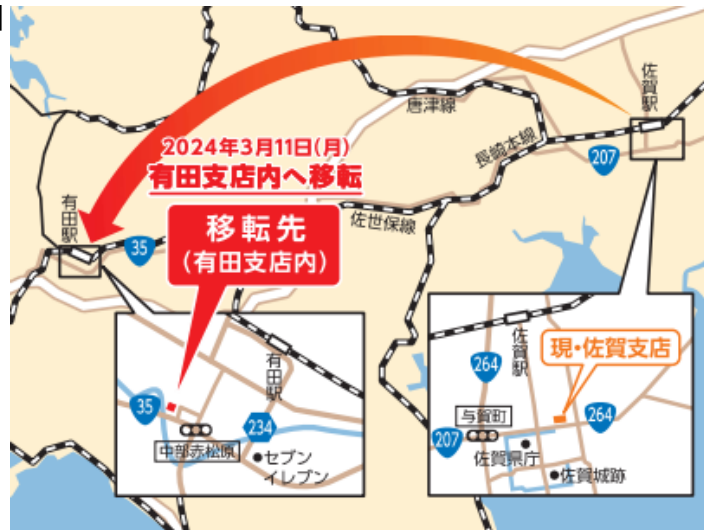 唐津線
佐賀駅
長崎本線
207
2024年3月11日(月)
有田支店内へ移転
有田駅
佐世保線
35
移転先
(有田支店内)
有田駅
35
234
中部赤松原
●セブン
イレブン
佐賀駅
264
現・佐賀支店
264
与賀町
207
佐賀県庁
●佐賀城跡